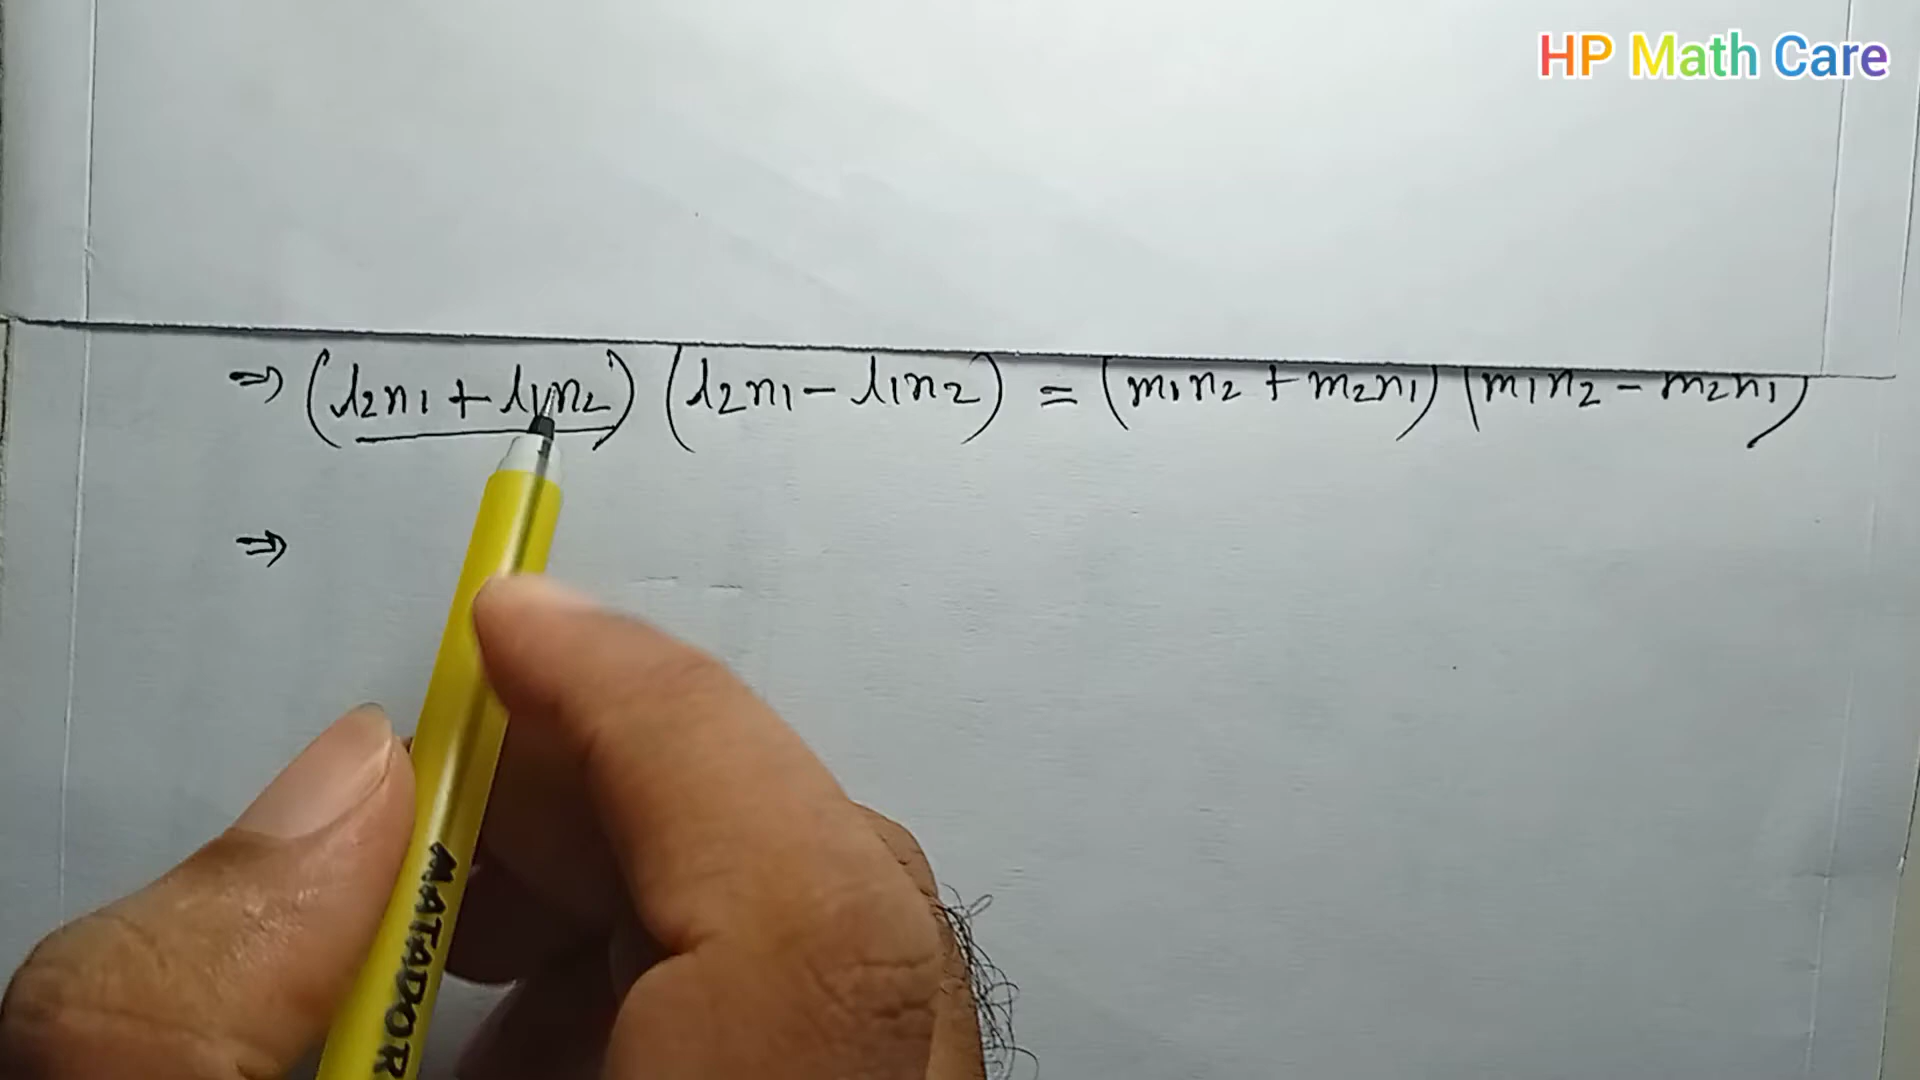 HP Math Care
⇒ (l₂n₁ + l₁n₂) (l₂n₁ − l₁n₂) = (m₁n₂ + m₂n₁) (m₁n₂ − m₂n₁)
⇒
MATADOR